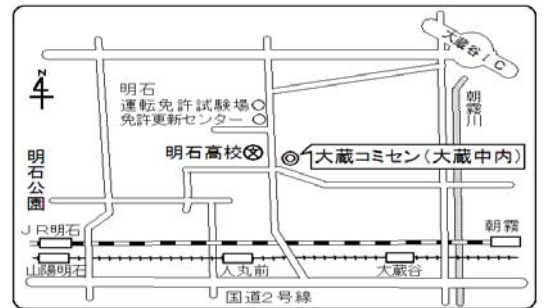 大蔵谷IC
N
朝霧川
明石
運転免許試験場
免許更新センター
明石高校
大蔵コミセン(大蔵中内)
明石公園
JR明石
朝霧
山陽明石
人丸前
大蔵谷
国道2号線